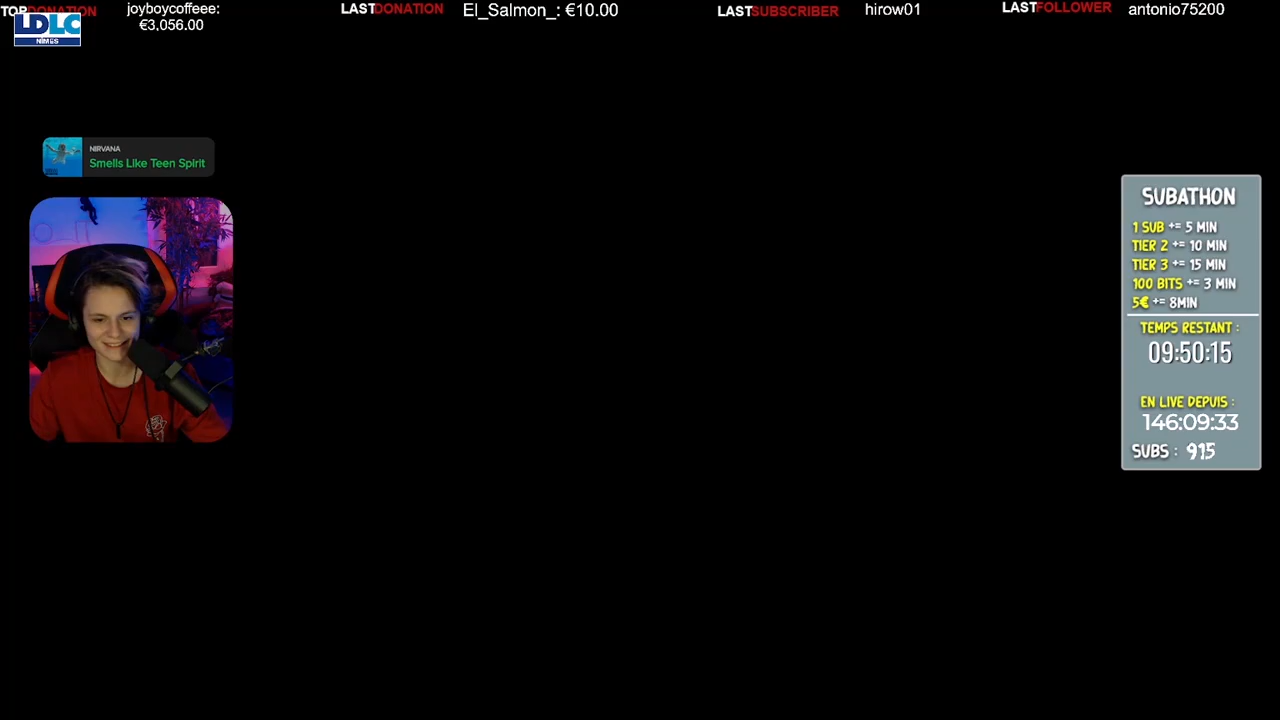 TOPDONATION
joyboycoffeee:
€3,056.00
LDLC
NÎMES
LASTDONATION
El_Salmon_: €10.00
LASTSUBSCRIBER
hirow01
LASTFOLLOWER
antonio75200
NIRVANA
Smells Like Teen Spirit
SUBATHON
1 SUB += 5 MIN
TIER 2 += 10 MIN
TIER 3 += 15 MIN
100 BITS += 3 MIN
5€ += 8MIN
TEMPS RESTANT :
09:50:15
EN LIVE DEPUIS :
146:09:33
SUBS : 915